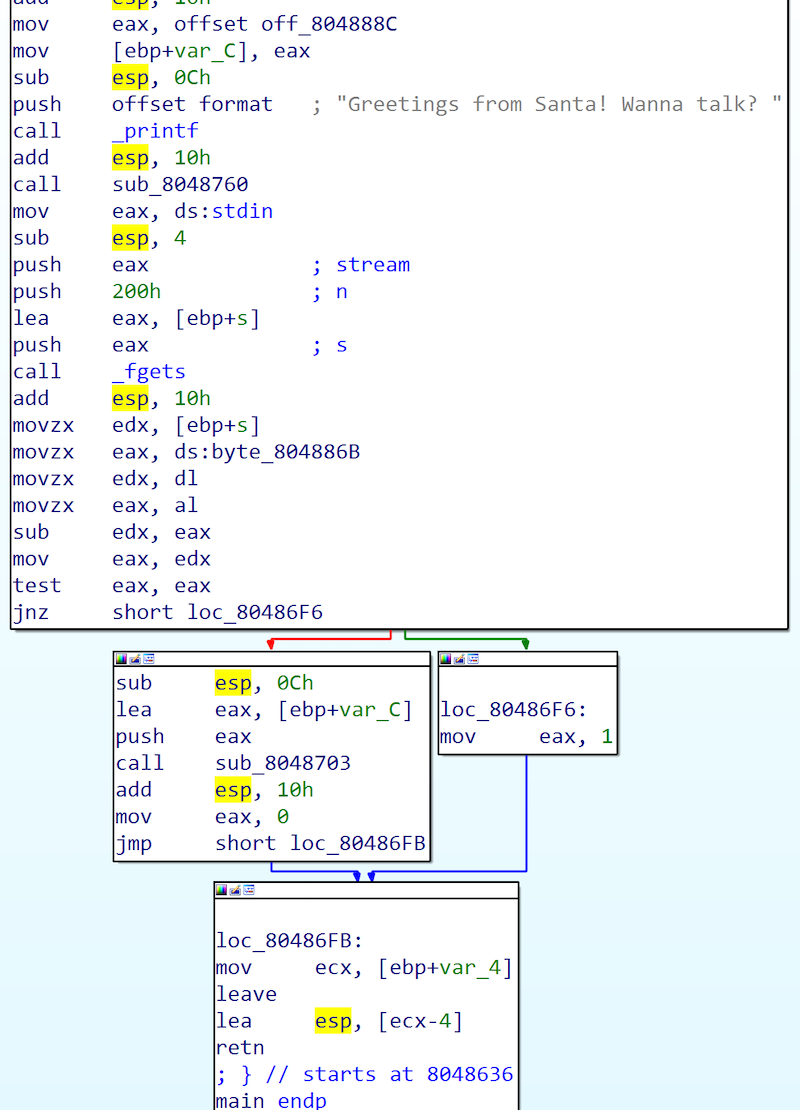 add     esp, 10h
mov     eax, offset off_804888C
mov     [ebp+var_C], eax
sub     esp, 0Ch
push    offset format   ; "Greetings from Santa! Wanna talk? "
call    _printf
add     esp, 10h
call    sub_8048760
mov     eax, ds:stdin
sub     esp, 4
push    eax             ; stream
push    200h            ; n
lea     eax, [ebp+s]
push    eax             ; s
call    _fgets
add     esp, 10h
movzx   edx, [ebp+s]
movzx   eax, ds:byte_804886B
movzx   edx, dl
movzx   eax, al
sub     edx, eax
mov     eax, edx
test    eax, eax
jnz     short loc_80486F6
sub     esp, 0Ch
lea     eax, [ebp+var_C]
push    eax
call    sub_8048703
add     esp, 10h
mov     eax, 0
jmp     short loc_80486FB
loc_80486F6:
mov     eax, 1
loc_80486FB:
mov     ecx, [ebp+var_4]
leave
lea     esp, [ecx-4]
retn
; } // starts at 8048636
main endp